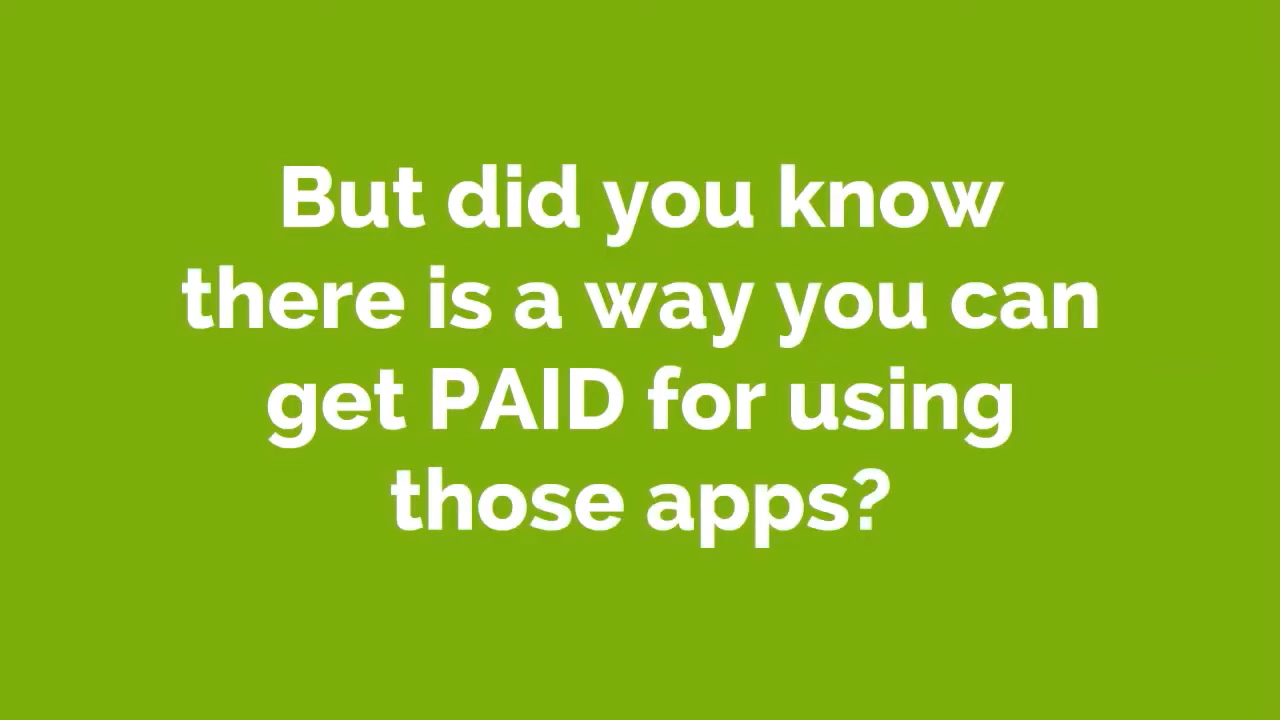 But did you know
there is a way you can
get PAID for using
those apps?